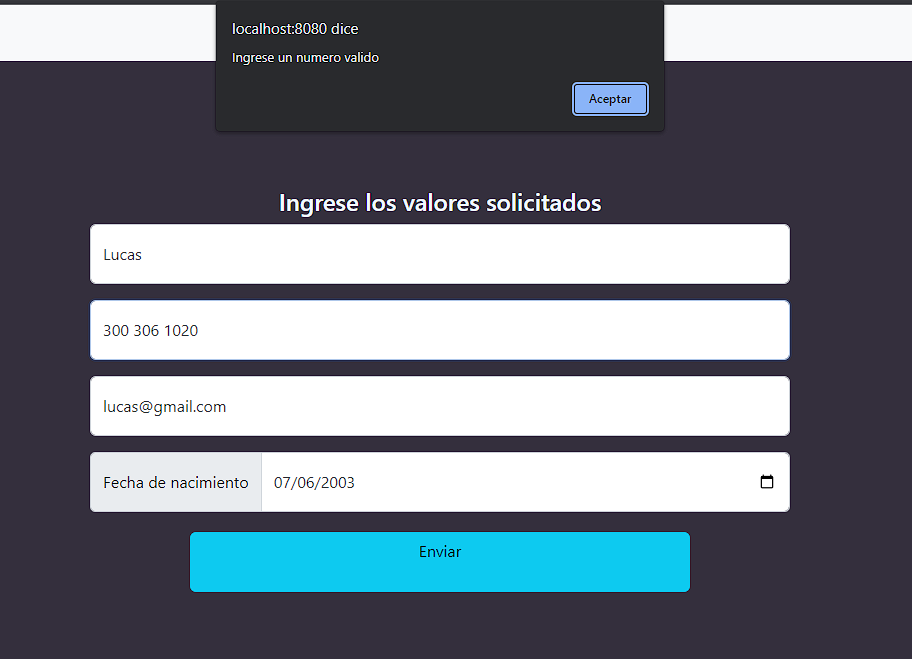 localhost:8080 dice
Ingrese un numero valido
Aceptar
Ingrese los valores solicitados
Lucas
300 306 1020
lucas@gmail.com
Fecha de nacimiento 07/06/2003
Enviar